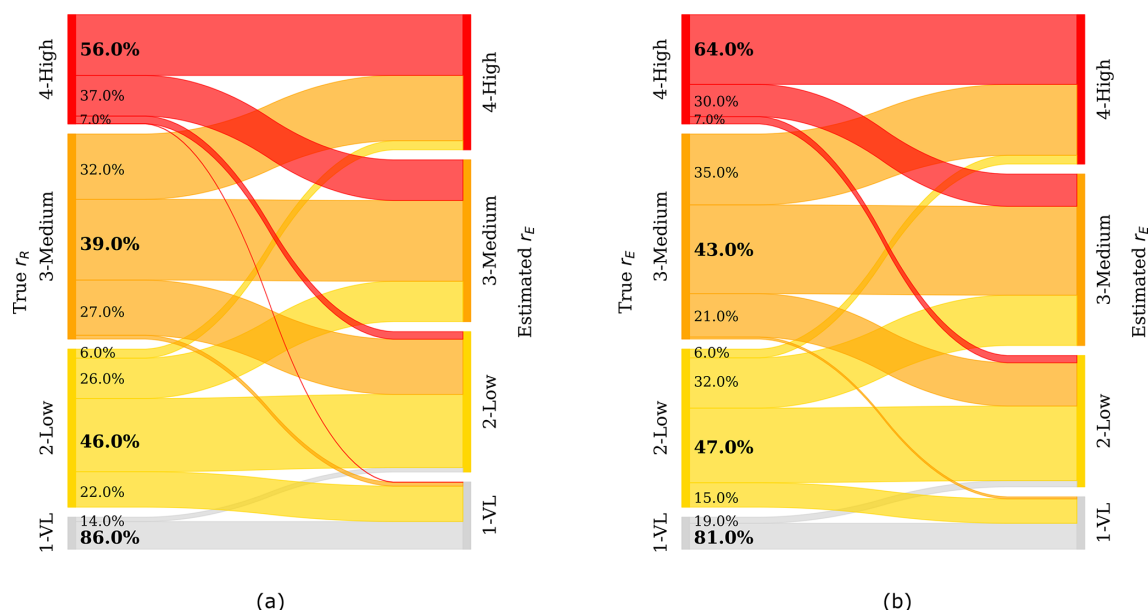 True r_R
4-High
3-Medium
2-Low
1-VL
56.0%
37.0%
7.0%
32.0%
39.0%
27.0%
6.0%
26.0%
46.0%
22.0%
14.0%
86.0%
4-High
3-Medium
2-Low
1-VL
Estimated r_E
(a)
True r_E
4-High
3-Medium
2-Low
1-VL
64.0%
30.0%
7.0%
35.0%
43.0%
21.0%
6.0%
32.0%
47.0%
15.0%
19.0%
81.0%
4-High
3-Medium
2-Low
1-VL
Estimated r_E
(b)